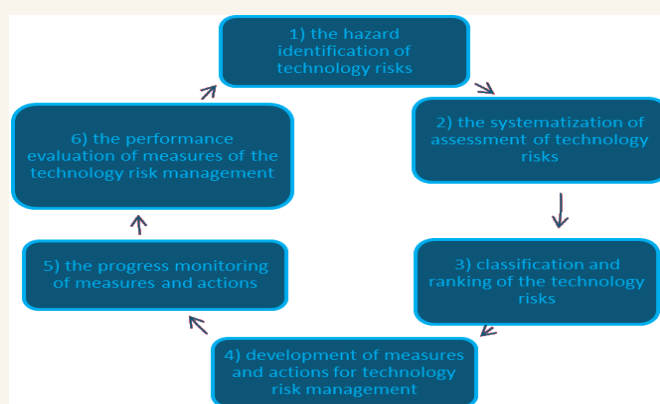 1) the hazard
identification of
technology risks
2) the systematization of
assessment of technology
risks
3) classification and
ranking of the technology
risks
4) development of measures
and actions for technology
risk management
5) the progress monitoring
of measures and actions
6) the performance
evaluation of measures of the
technology risk management